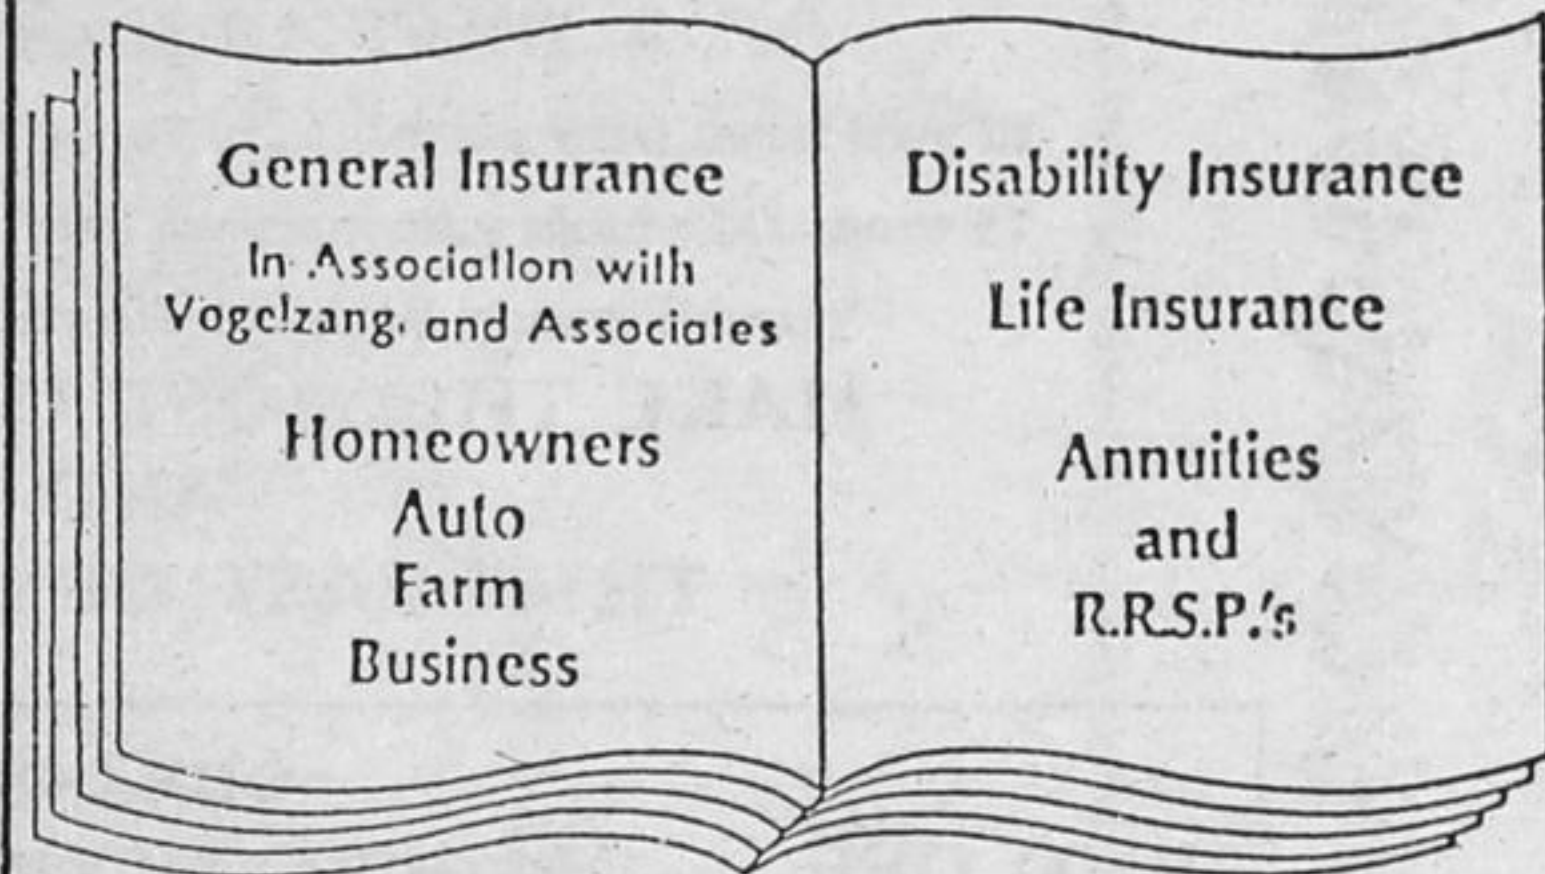 General Insurance
In Association with
Vogelzang, and Associates
Homeowners
Auto
Farm
Business
Disability Insurance
Life Insurance
Annuities
and
R.R.S.P.'s